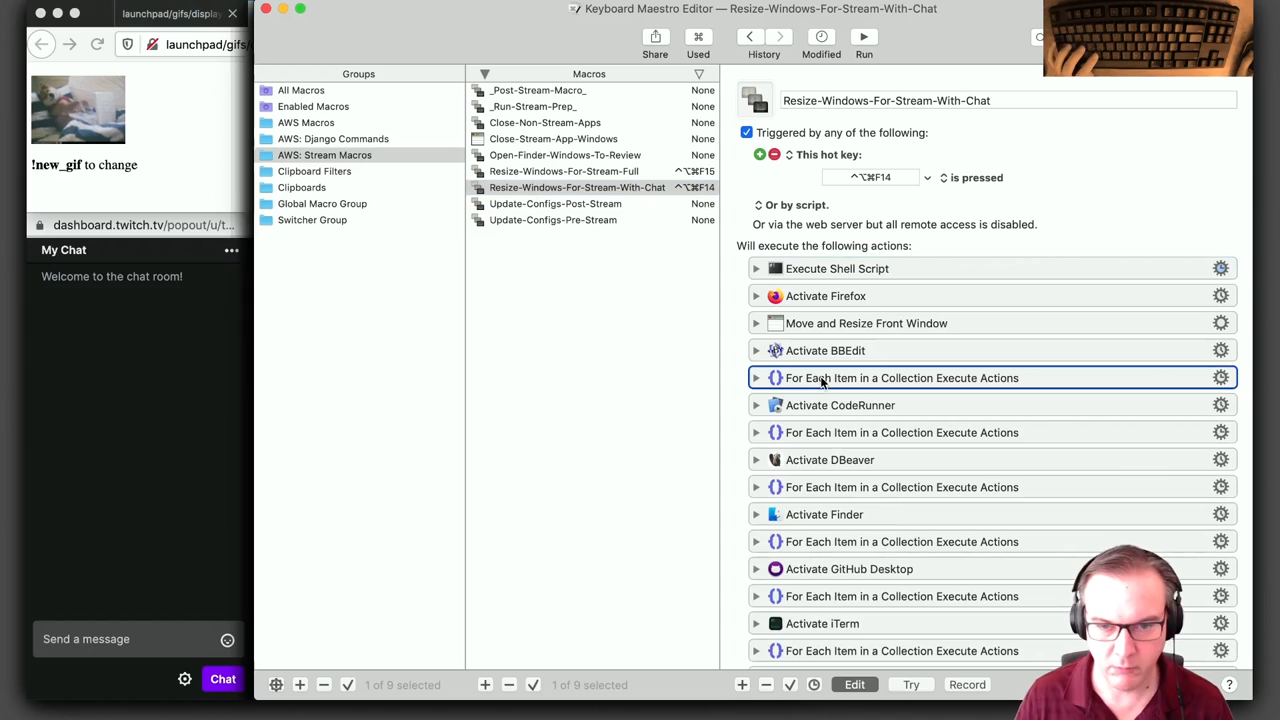 launchpad/gifs/display
launchpad/gifs/
!new_gif to change
dashboard.twitch.tv/popout/u/t...
My Chat
Welcome to the chat room!
Send a message
Chat
Keyboard Maestro Editor — Resize-Windows-For-Stream-With-Chat
Share
Used
History
Modified
Run
Groups
All Macros
Enabled Macros
AWS Macros
AWS: Django Commands
AWS: Stream Macros
Clipboard Filters
Clipboards
Global Macro Group
Switcher Group
Macros
_Post-Stream-Macro_ None
_Run-Stream-Prep_ None
Close-Non-Stream-Apps None
Close-Stream-App-Windows None
Open-Finder-Windows-To-Review None
Resize-Windows-For-Stream-Full ^⌥⌘F15
Resize-Windows-For-Stream-With-Chat ^⌥⌘F14
Update-Configs-Post-Stream None
Update-Configs-Pre-Stream None
Resize-Windows-For-Stream-With-Chat
Triggered by any of the following:
This hot key:
^⌥⌘F14 is pressed
Or by script.
Or via the web server but all remote access is disabled.
Will execute the following actions:
Execute Shell Script
Activate Firefox
Move and Resize Front Window
Activate BBEdit
For Each Item in a Collection Execute Actions
Activate CodeRunner
For Each Item in a Collection Execute Actions
Activate DBeaver
For Each Item in a Collection Execute Actions
Activate Finder
For Each Item in a Collection Execute Actions
Activate GitHub Desktop
For Each Item in a Collection Execute Actions
Activate iTerm
For Each Item in a Collection Execute Actions
1 of 9 selected
1 of 9 selected
Edit
Try
Record
?